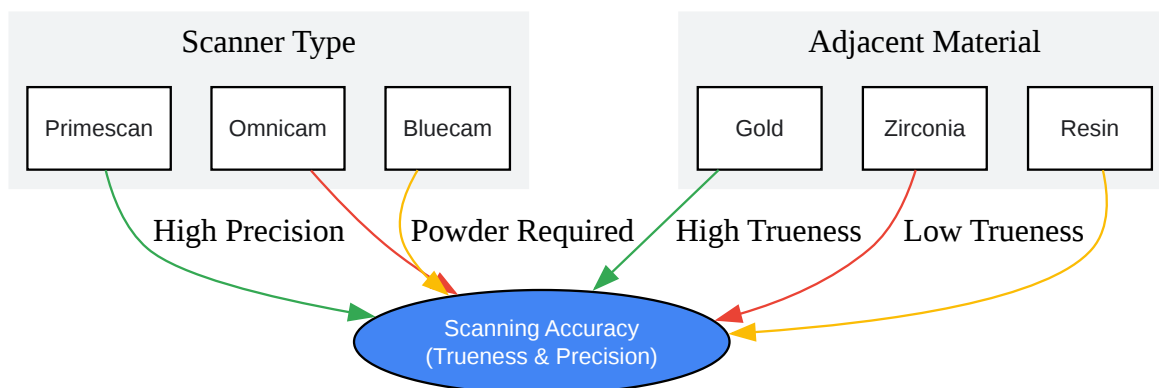 Scanner Type
Adjacent Material
Primescan
Omnicam
Bluecam
Gold
Zirconia
Resin
High Precision
Powder Required
High Trueness
Low Trueness
Scanning Accuracy
(Trueness & Precision)